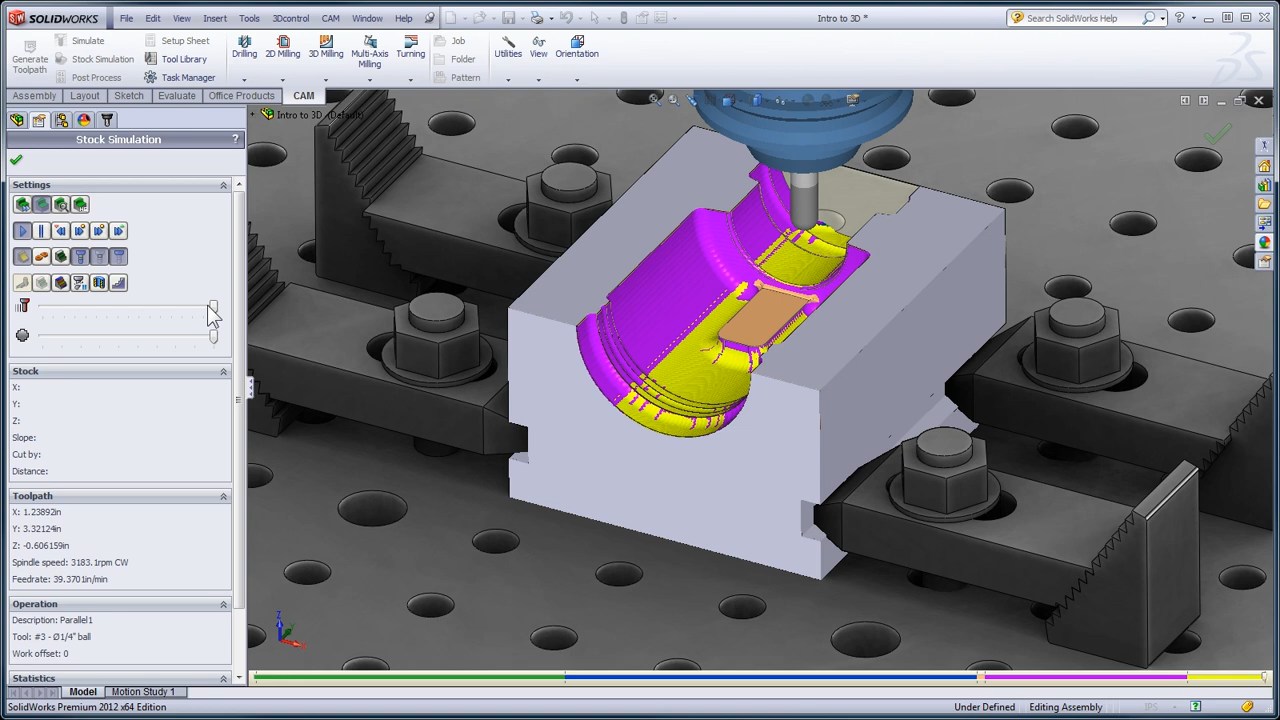 SOLIDWORKS File Edit View Insert Tools 3Dcontrol CAM Window Help Intro to 3D * Search SolidWorks Help
Generate Toolpath
Simulate
Stock Simulation
Post Process
Setup Sheet
Tool Library
Task Manager
Drilling
2D Milling
3D Milling
Multi-Axis Milling
Turning
Job
Folder
Pattern
Utilities
View
Orientation
Assembly Layout Sketch Evaluate Office Products CAM
Intro to 3D (Default)
Stock Simulation ?
Settings
Stock
X:
Y:
Z:
Slope:
Cut by:
Distance:
Toolpath
X: 1.23892in
Y: 3.32124in
Z: -0.606159in
Spindle speed: 3183.1rpm CW
Feedrate: 39.3701in/min
Operation
Description: Parallel1
Tool: #3 - Ø1/4" ball
Work offset: 0
Statistics
Z
Model Motion Study 1
SolidWorks Premium 2012 x64 Edition Under Defined Editing Assembly IPS